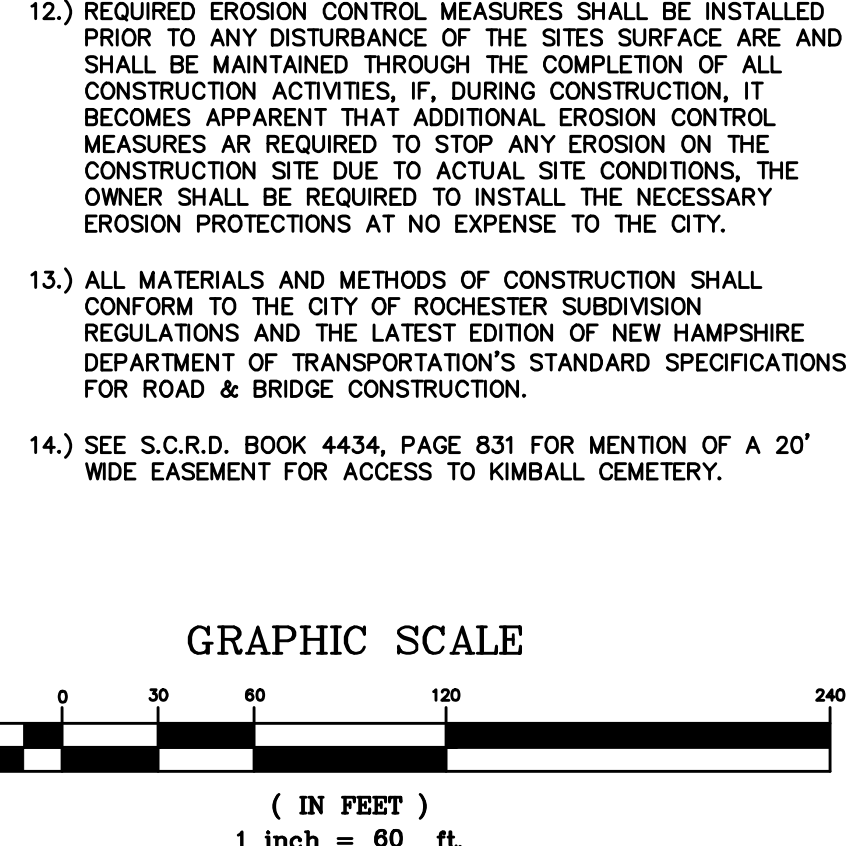 12.) REQUIRED EROSION CONTROL MEASURES SHALL BE INSTALLED
PRIOR TO ANY DISTURBANCE OF THE SITES SURFACE ARE AND
SHALL BE MAINTAINED THROUGH THE COMPLETION OF ALL
CONSTRUCTION ACTIVITIES, IF, DURING CONSTRUCTION, IT
BECOMES APPARENT THAT ADDITIONAL EROSION CONTROL
MEASURES AR REQUIRED TO STOP ANY EROSION ON THE
CONSTRUCTION SITE DUE TO ACTUAL SITE CONDITIONS, THE
OWNER SHALL BE REQUIRED TO INSTALL THE NECESSARY
EROSION PROTECTIONS AT NO EXPENSE TO THE CITY.
13.) ALL MATERIALS AND METHODS OF CONSTRUCTION SHALL
CONFORM TO THE CITY OF ROCHESTER SUBDIVISION
REGULATIONS AND THE LATEST EDITION OF NEW HAMPSHIRE
DEPARTMENT OF TRANSPORTATION'S STANDARD SPECIFICATIONS
FOR ROAD & BRIDGE CONSTRUCTION.
14.) SEE S.C.R.D. BOOK 4434, PAGE 831 FOR MENTION OF A 20'
WIDE EASEMENT FOR ACCESS TO KIMBALL CEMETERY.
GRAPHIC SCALE
0 30 60 120 240
( IN FEET )
1 inch = 60 ft.